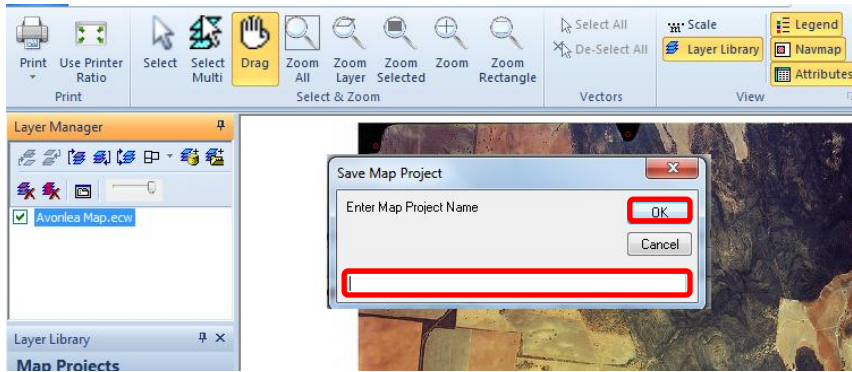 Print
Use Printer
Ratio
Print
Select
Select
Multi
Drag
Zoom
All
Zoom
Layer
Zoom
Selected
Zoom
Zoom
Rectangle
Select & Zoom
Select All
De-Select All
Vectors
Scale
Layer Library
View
Legend
Navmap
Attributes
Layer Manager
Avonlea Map.ecw
Save Map Project
Enter Map Project Name
OK
Cancel
Layer Library
Map Projects